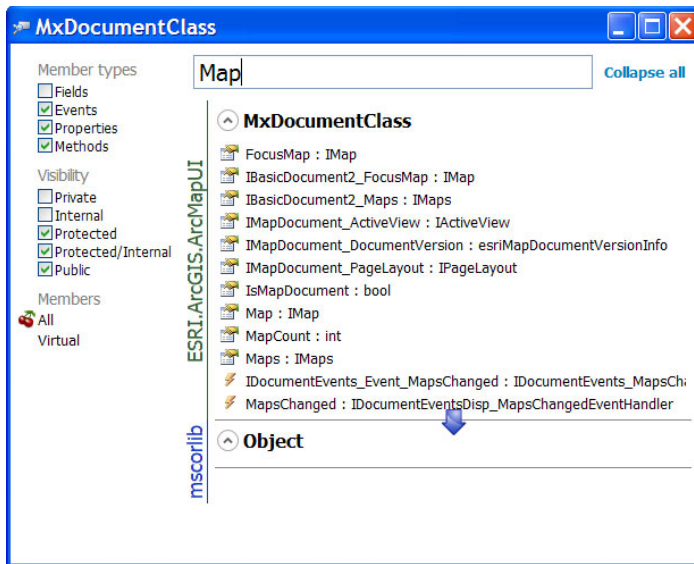 MxDocumentClass
Member types
Fields
Events
Properties
Methods
Visibility
Private
Internal
Protected
Protected/Internal
Public
Members
All
Virtual
Map
Collapse all
ESRI.ArcGIS.ArcMapUI
MxDocumentClass
FocusMap : IMap
IBasicDocument2_FocusMap : IMap
IBasicDocument2_Maps : IMaps
IMapDocument_ActiveView : IActiveView
IMapDocument_DocumentVersion : esriMapDocumentVersionInfo
IMapDocument_PageLayout : IPageLayout
IsMapDocument : bool
Map : IMap
MapCount : int
Maps : IMaps
IDocumentEvents_Event_MapsChanged : IDocumentEvents_MapsCha
MapsChanged : IDocumentEventsDisp_MapsChangedEventHandler
mscorlib
Object